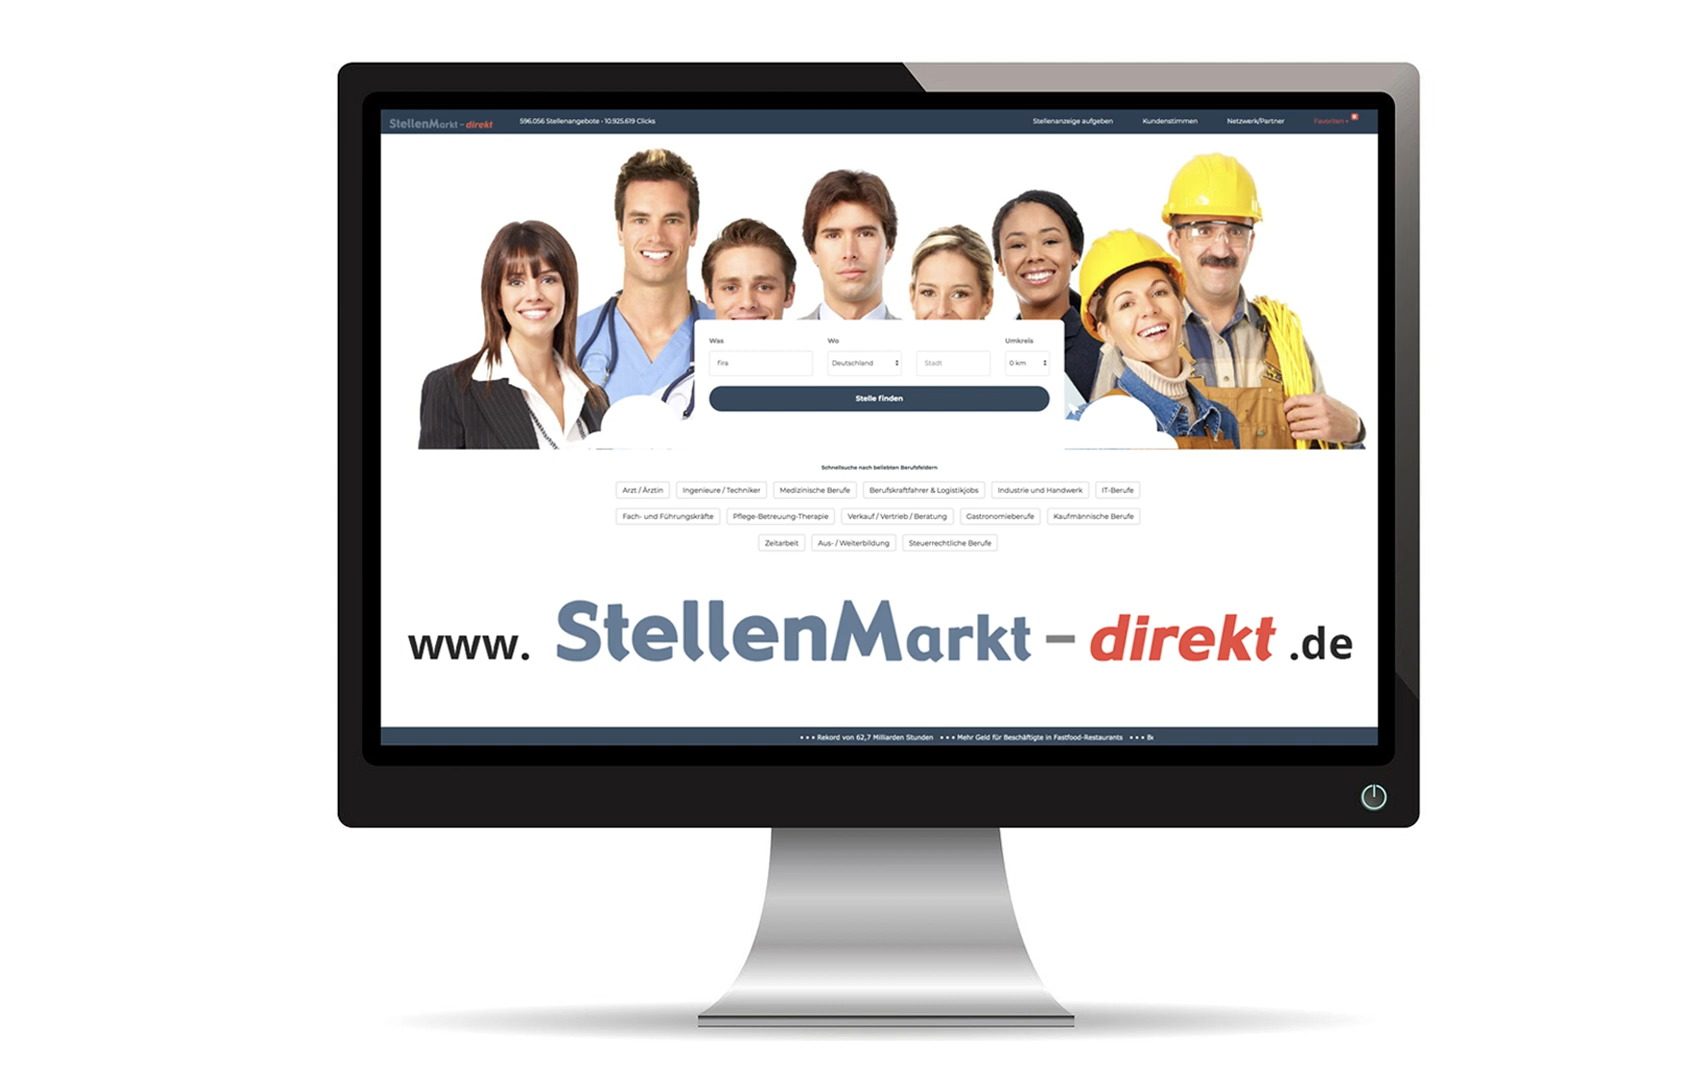 StellenMarkt-direkt 596.056 Stellenangebote - 10.925.619 Clicks Stellenanzeige aufgeben Kundenstimmen Netzwerk/Partner Favoriten
Was Wo Umkreis
fira Deutschland Stadt 0 km
Stelle finden
Schnellsuche nach beliebten Berufsfeldern
Arzt / Ärztin Ingenieure / Techniker Medizinische Berufe Berufskraftfahrer & Logistikjobs Industrie und Handwerk IT-Berufe
Fach- und Führungskräfte Pflege-Betreuung-Therapie Verkauf / Vertrieb / Beratung Gastronomieberufe Kaufmännische Berufe
Zeitarbeit Aus- / Weiterbildung Steuerrechtliche Berufe
www. StellenMarkt-direkt .de
• • • Rekord von 62,7 Milliarden Stunden • • • Mehr Geld für Beschäftigte in Fastfood-Restaurants • • •